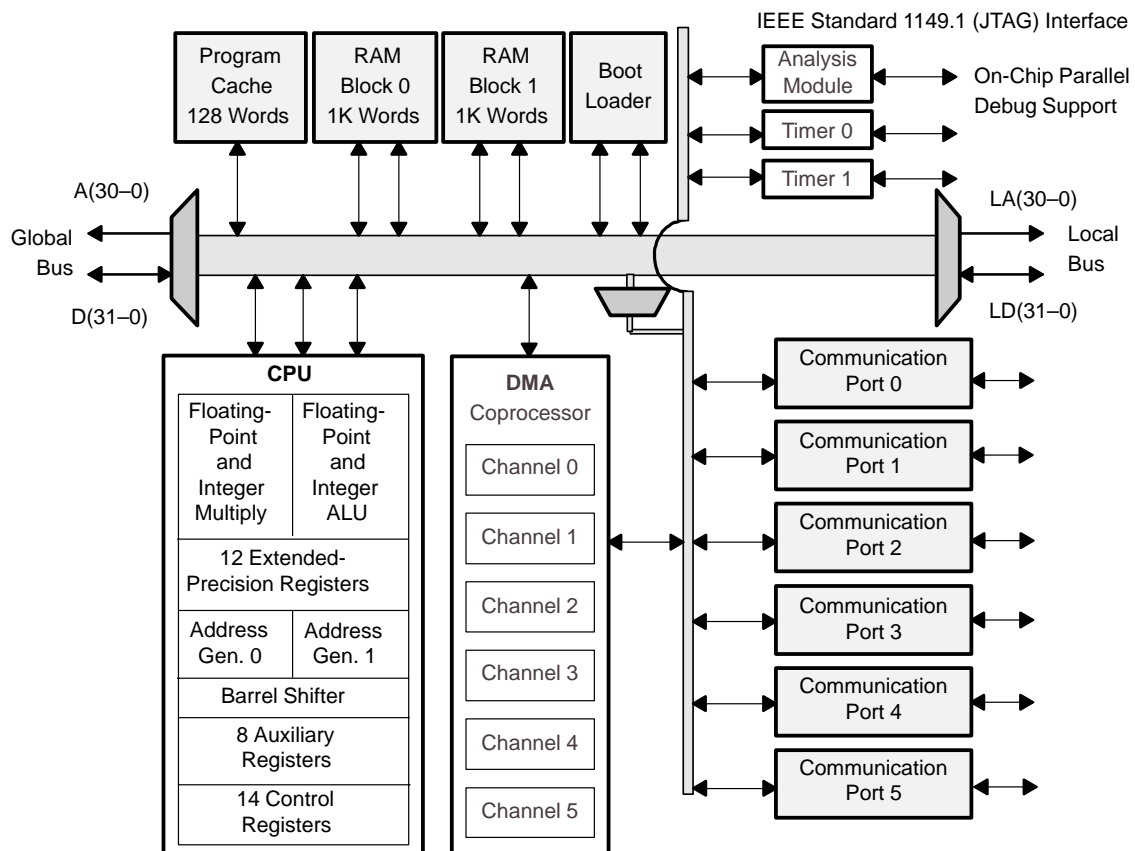 IEEE Standard 1149.1 (JTAG) Interface
Program
Cache
128 Words
RAM
Block 0
1K Words
RAM
Block 1
1K Words
Boot
Loader
Analysis
Module
On-Chip Parallel
Debug Support
Timer 0
Timer 1
A(30–0)
Global
Bus
D(31–0)
LA(30–0)
Local
Bus
LD(31–0)
CPU
Floating-
Point
and
Integer
Multiply
Floating-
Point
and
Integer
ALU
12 Extended-
Precision Registers
Address
Gen. 0
Address
Gen. 1
Barrel Shifter
8 Auxiliary
Registers
14 Control
Registers
DMA
Coprocessor
Channel 0
Channel 1
Channel 2
Channel 3
Channel 4
Channel 5
Communication
Port 0
Communication
Port 1
Communication
Port 2
Communication
Port 3
Communication
Port 4
Communication
Port 5